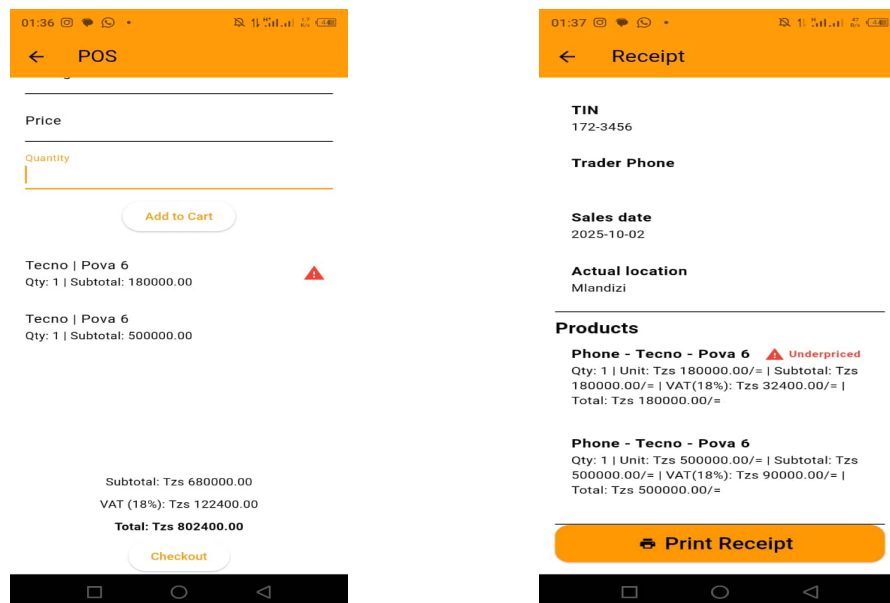 01:36
POS
Price
Quantity
Add to Cart
Tecno | Pova 6
Qty: 1 | Subtotal: 180000.00
Tecno | Pova 6
Qty: 1 | Subtotal: 500000.00
Subtotal: Tzs 680000.00
VAT (18%): Tzs 122400.00
Total: Tzs 802400.00
Checkout
01:37
Receipt
TIN
172-3456
Trader Phone
Sales date
2025-10-02
Actual location
Mlandizi
Products
Phone - Tecno - Pova 6 Underpriced
Qty: 1 | Unit: Tzs 180000.00/= | Subtotal: Tzs
180000.00/= | VAT(18%): Tzs 32400.00/= |
Total: Tzs 180000.00/=
Phone - Tecno - Pova 6
Qty: 1 | Unit: Tzs 500000.00/= | Subtotal: Tzs
500000.00/= | VAT(18%): Tzs 90000.00/= |
Total: Tzs 500000.00/=
Print Receipt